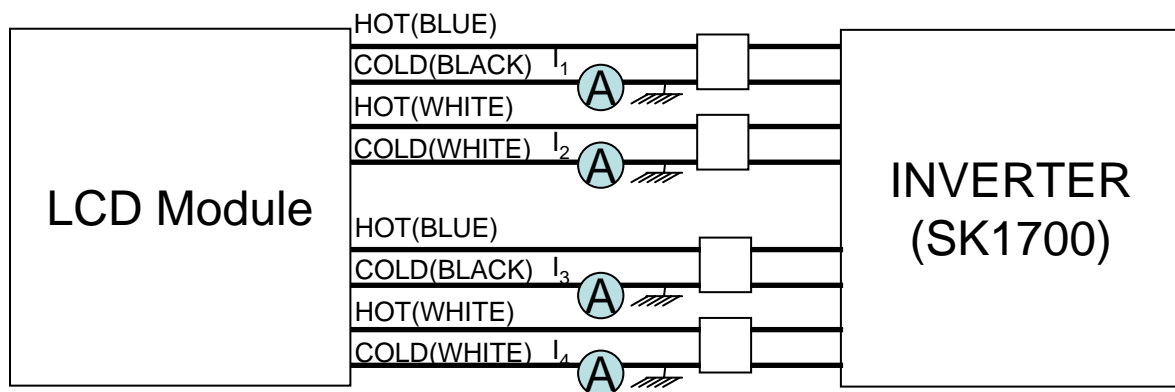 HOT(BLUE)
COLD(BLACK) I₁
A
HOT(WHITE)
COLD(WHITE) I₂
A
LCD Module
INVERTER
(SK1700)
HOT(BLUE)
COLD(BLACK) I₃
A
HOT(WHITE)
COLD(WHITE) I₄
A